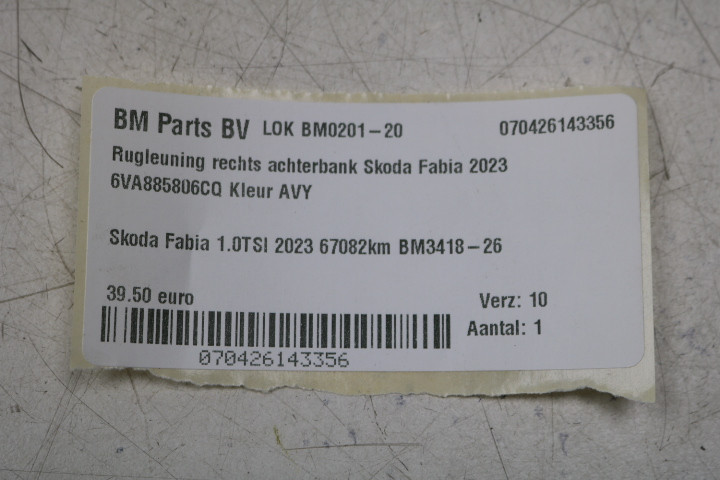 BM Parts BV LOK BM0201-20 070426143356
Rugleuning rechts achterbank Skoda Fabia 2023
6VA885806CQ Kleur AVY
Skoda Fabia 1.0TSI 2023 67082km BM3418-26
39.50 euro Verz: 10
Aantal: 1
070426143356